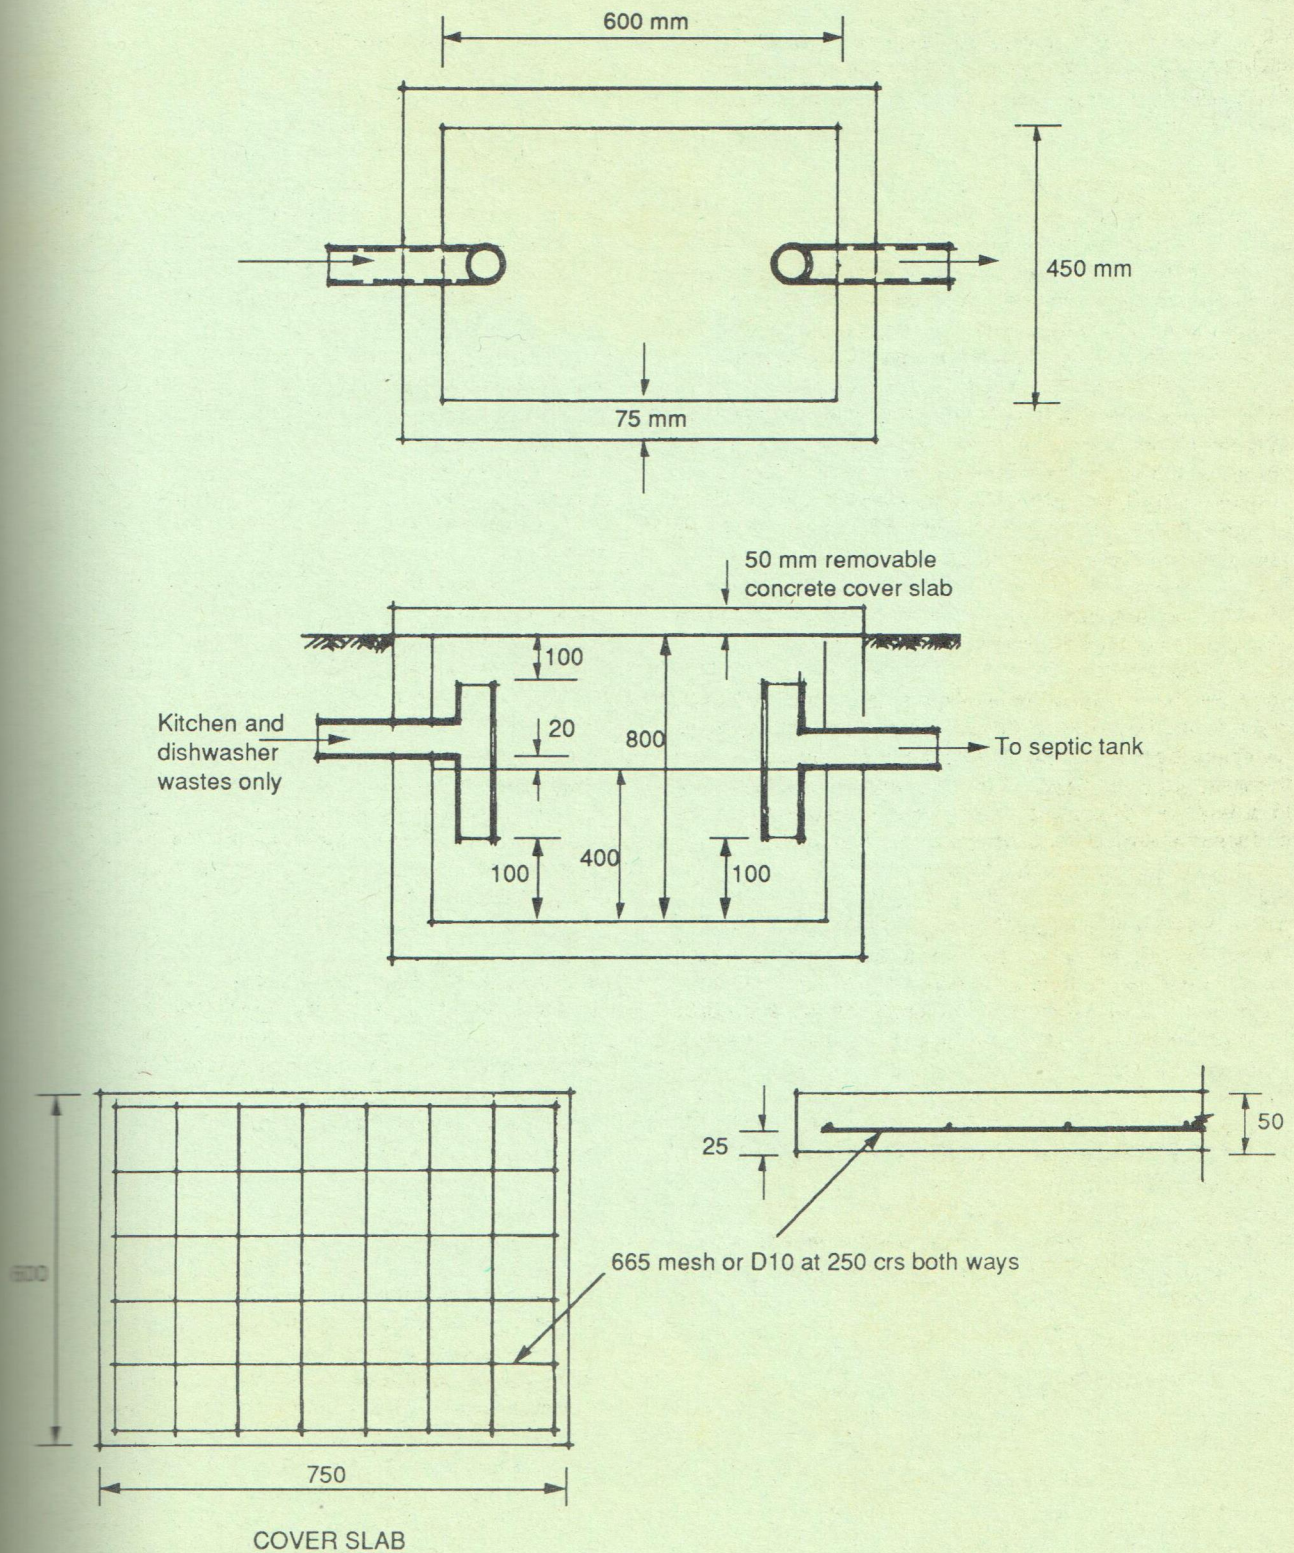 600 mm
450 mm
75 mm
50 mm removable
concrete cover slab
100
Kitchen and
dishwasher
wastes only
20
800
To septic tank
400
100
100
25
50
665 mesh or D10 at 250 crs both ways
600
750
COVER SLAB